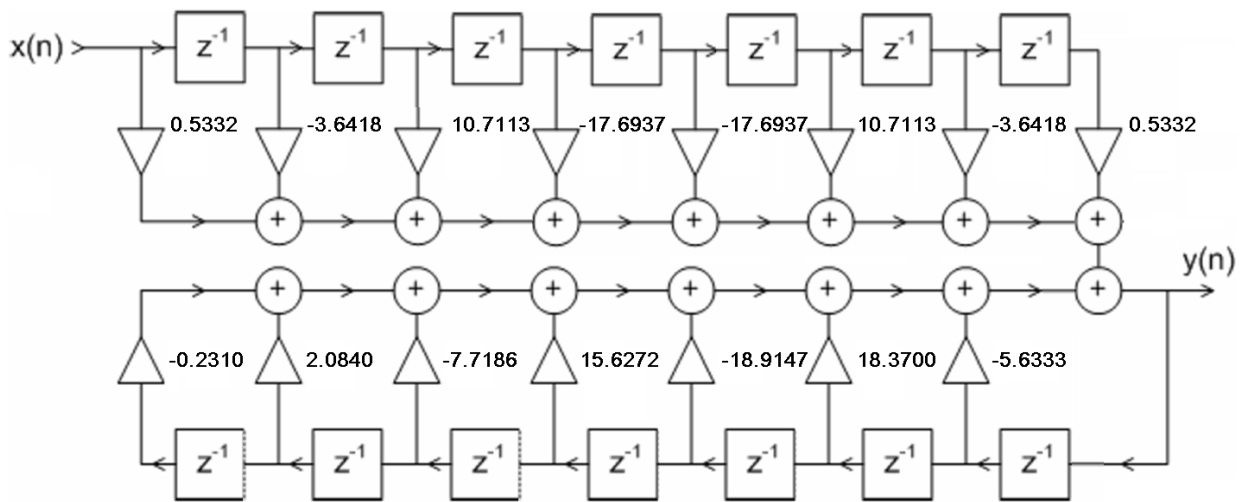 x(n) z⁻¹ z⁻¹ z⁻¹ z⁻¹ z⁻¹ z⁻¹ z⁻¹
0.5332 -3.6418 10.7113 -17.6937 -17.6937 10.7113 -3.6418 0.5332
+ + + + + + +
y(n)
+ + + + + + +
-0.2310 2.0840 -7.7186 15.6272 -18.9147 18.3700 -5.6333
z⁻¹ z⁻¹ z⁻¹ z⁻¹ z⁻¹ z⁻¹ z⁻¹